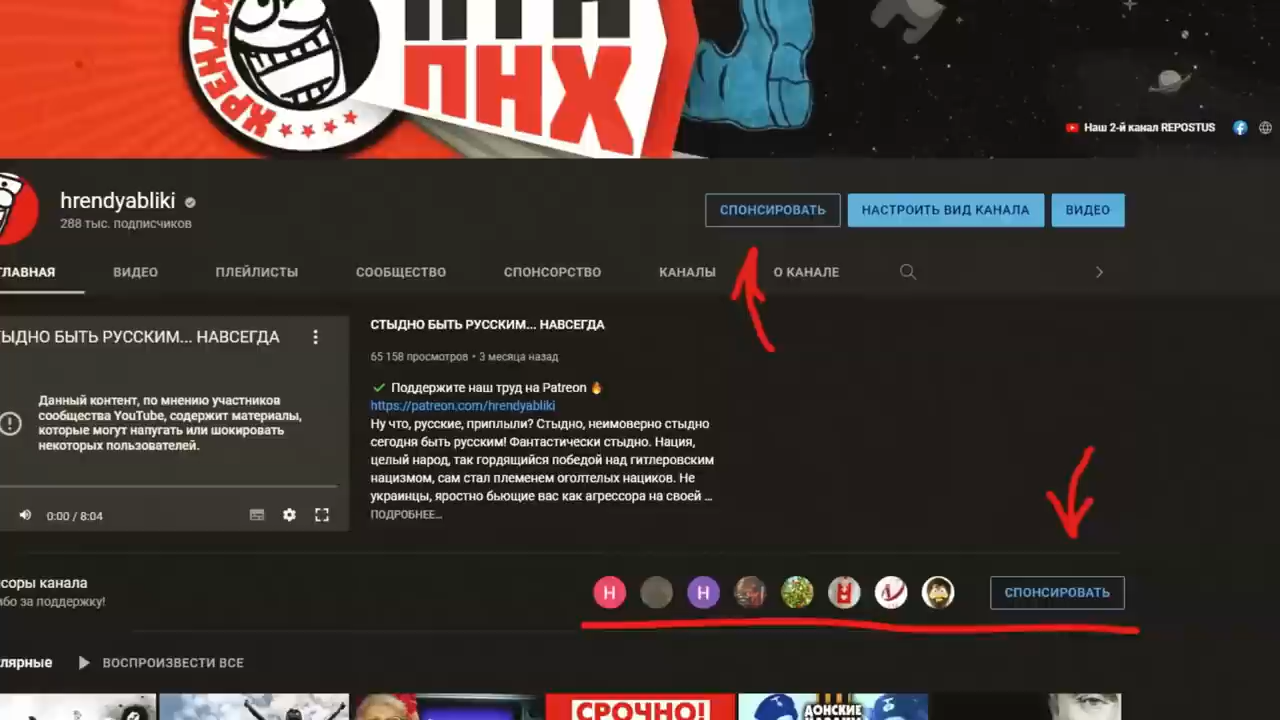 ХРЕНДЯБ
ПТН
ПНХ
Наш 2-й канал REPOSTUS
hrendyabliki
288 тыс. подписчиков
СПОНСИРОВАТЬ
НАСТРОИТЬ ВИД КАНАЛА
ВИДЕО
ГЛАВНАЯ
ВИДЕО
ПЛЕЙЛИСТЫ
СООБЩЕСТВО
СПОНСОРСТВО
КАНАЛЫ
О КАНАЛЕ
ТЫДНО БЫТЬ РУССКИМ... НАВСЕГДА
Данный контент, по мнению участников
сообщества YouTube, содержит материалы,
которые могут напугать или шокировать
некоторых пользователей.
0:00 / 8:04
СТЫДНО БЫТЬ РУССКИМ... НАВСЕГДА
65 158 просмотров • 3 месяца назад
Поддержите наш труд на Patreon
https://patreon.com/hrendyabliki
Ну что, русские, приплыли? Стыдно, неимоверно стыдно
сегодня быть русским! Фантастически стыдно. Нация,
целый народ, так гордящийся победой над гитлеровским
нацизмом, сам стал племенем оголтелых нациков. Не
украинцы, яростно бьющие вас как агрессора на своей ...
ПОДРОБНЕЕ...
соры канала
або за поддержку!
H
H
СПОНСИРОВАТЬ
лярные
ВОСПРОИЗВЕСТИ ВСЕ
СРОЧНО!
ДОНСКИЕ